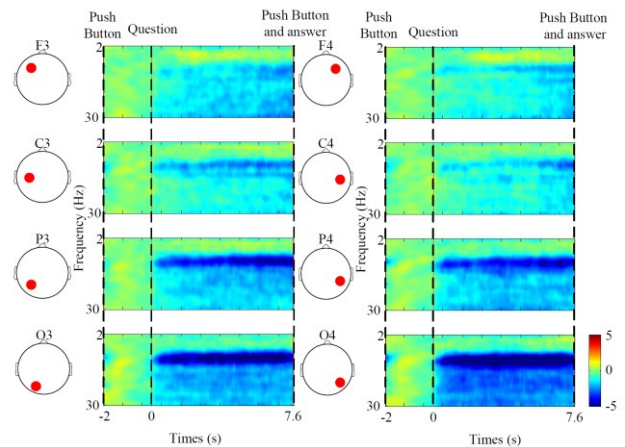 Push
Button
Question
Push Button
and answer
Push
Button
Question
Push Button
and answer
F3
2
30
F4
2
30
C3
2
30
C4
2
30
Frequency (Hz)
Frequency (Hz)
P3
2
30
P4
2
30
O3
2
30
O4
2
30
5
0
-5
-2
0
7.6
-2
0
7.6
Times (s)
Times (s)